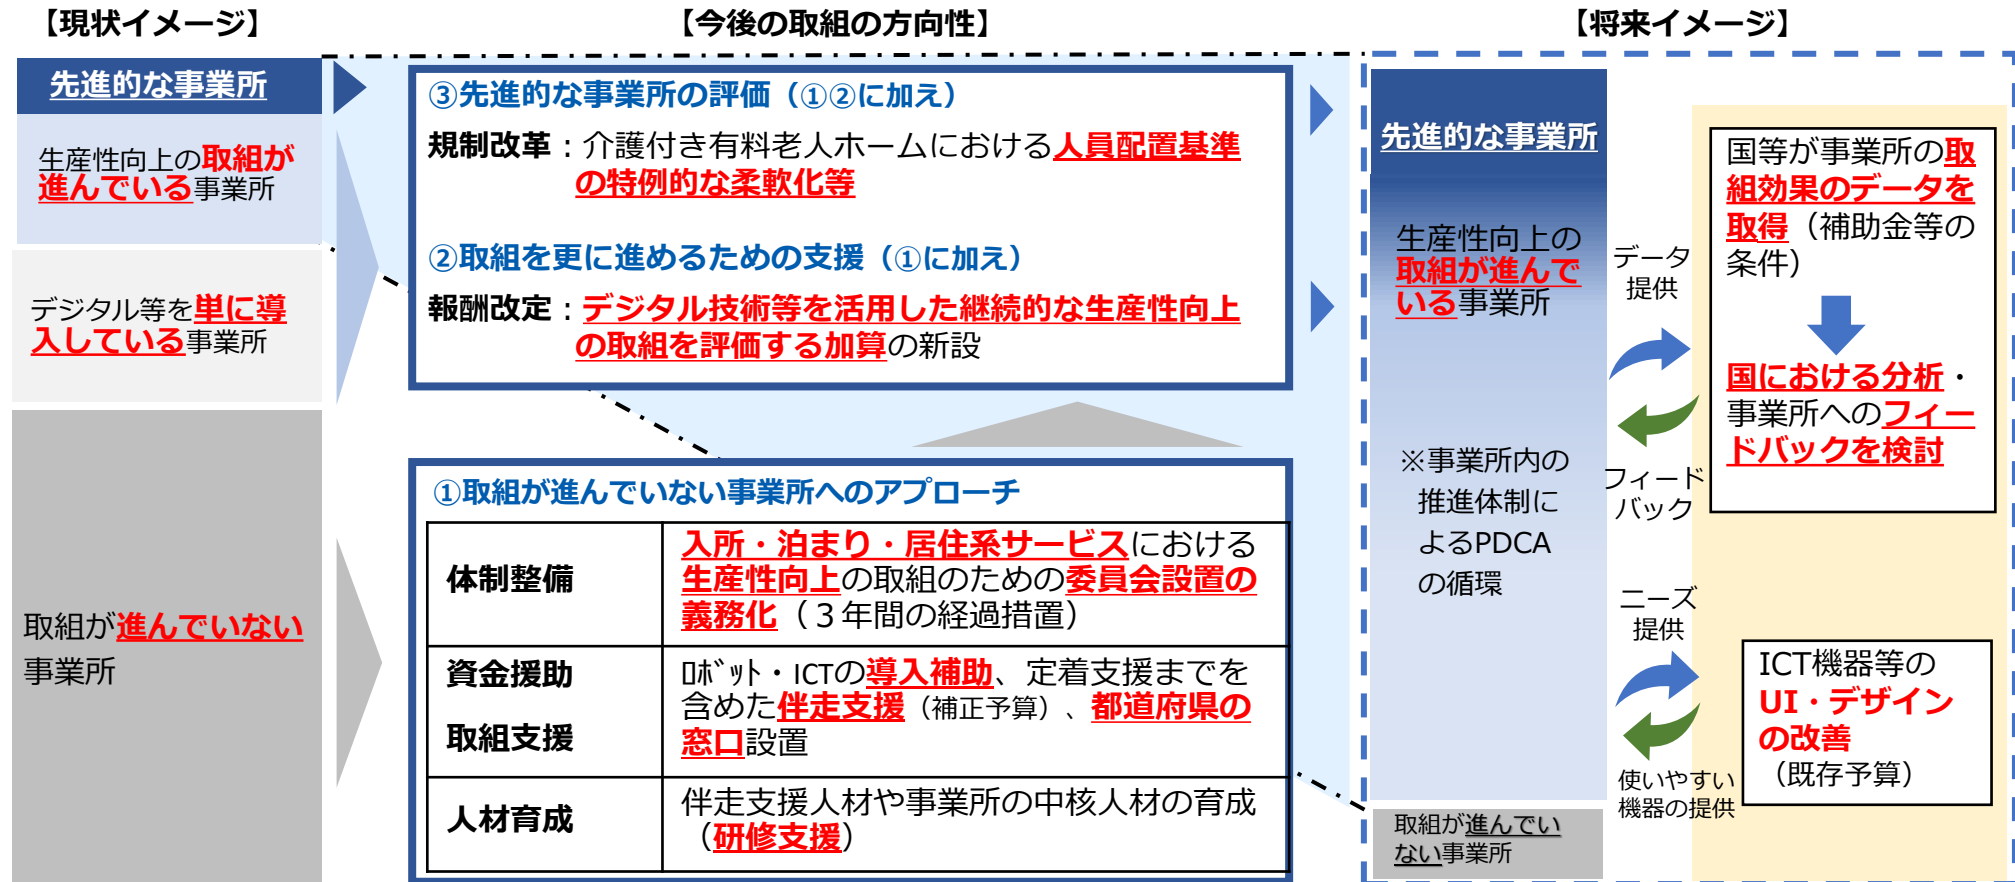 【現状イメージ】
【今後の取組の方向性】
【将来イメージ】
先進的な事業所
生産性向上の取組が
進んでいる事業所
デジタル等を単に導
入している事業所
取組が進んでいない
事業所
③先進的な事業所の評価（①②に加え）
規制改革：介護付き有料老人ホームにおける人員配置基準
の特例的な柔軟化等
②取組を更に進めるための支援（①に加え）
報酬改定：デジタル技術等を活用した継続的な生産性向上
の取組を評価する加算の新設
①取組が進んでいない事業所へのアプローチ
体制整備
入所・泊まり・居住系サービスにおける
生産性向上の取組のための委員会設置の
義務化（３年間の経過措置）
資金援助
取組支援
ﾛﾎﾞｯﾄ・ICTの導入補助、定着支援までを
含めた伴走支援（補正予算）、都道府県の
窓口設置
人材育成
伴走支援人材や事業所の中核人材の育成
（研修支援）
先進的な事業所
生産性向上の
取組が進んで
いる事業所
※事業所内の
推進体制に
よるPDCA
の循環
取組が進んでい
ない事業所
データ
提供
フィード
バック
ニーズ
提供
使いやすい
機器の提供
国等が事業所の取
組効果のデータを
取得（補助金等の
条件）
国における分析・
事業所へのフィー
ドバックを検討
ICT機器等の
UI・デザイン
の改善
（既存予算）